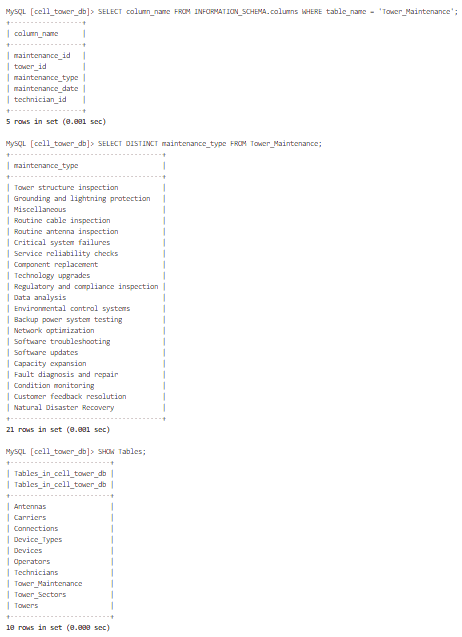 MySQL [cell_tower_db]> SELECT column_name FROM INFORMATION_SCHEMA.columns WHERE table_name = 'Tower_Maintenance';
+------------------+
| column_name      |
+------------------+
| maintenance_id   |
| tower_id         |
| maintenance_type |
| maintenance_date |
| technician_id    |
+------------------+
5 rows in set (0.001 sec)
MySQL [cell_tower_db]> SELECT DISTINCT maintenance_type FROM Tower_Maintenance;
+--------------------------------------+
| maintenance_type                     |
+--------------------------------------+
| Tower structure inspection           |
| Grounding and lightning protection   |
| Miscellaneous                        |
| Routine cable inspection             |
| Routine antenna inspection           |
| Critical system failures             |
| Service reliability checks           |
| Component replacement                |
| Technology upgrades                  |
| Regulatory and compliance inspection |
| Data analysis                        |
| Environmental control systems        |
| Backup power system testing          |
| Network optimization                 |
| Software troubleshooting             |
| Software updates                     |
| Capacity expansion                   |
| Fault diagnosis and repair           |
| Condition monitoring                 |
| Customer feedback resolution         |
| Natural Disaster Recovery            |
+--------------------------------------+
21 rows in set (0.001 sec)
MySQL [cell_tower_db]> SHOW Tables;
+-------------------------+
| Tables_in_cell_tower_db |
| Tables_in_cell_tower_db |
+-------------------------+
| Antennas                |
| Carriers                |
| Connections             |
| Device_Types            |
| Devices                 |
| Operators               |
| Technicians             |
| Tower_Maintenance       |
| Tower_Sectors           |
| Towers                  |
+-------------------------+
10 rows in set (0.000 sec)